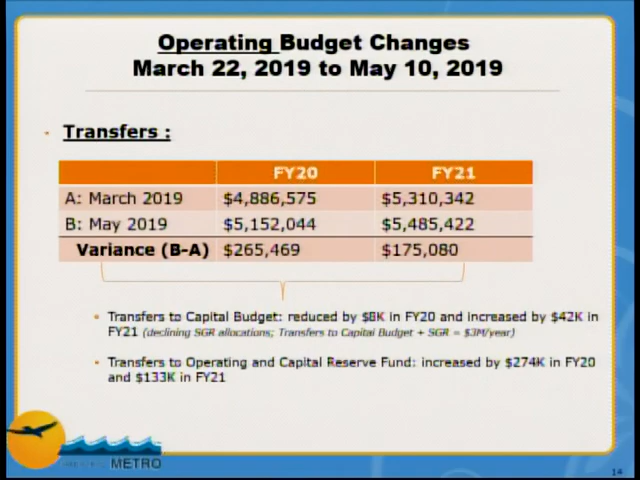 Operating Budget Changes
March 22, 2019 to May 10, 2019
Transfers :
FY20 FY21
A: March 2019 $4,886,575 $5,310,342
B: May 2019 $5,152,044 $5,485,422
Variance (B-A) $265,469 $175,080
Transfers to Capital Budget: reduced by $8K in FY20 and increased by $42K in
FY21 (declining SGR allocations; Transfers to Capital Budget + SGR = $3M/year)
Transfers to Operating and Capital Reserve Fund: increased by $274K in FY20
and $133K in FY21
METRO
14